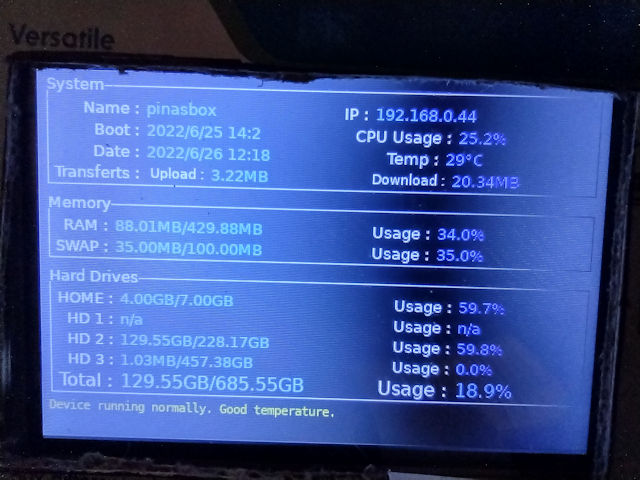 Versatile
System
Name : pinasbox
IP : 192.168.0.44
Boot : 2022/6/25 14:2
CPU Usage : 25.2%
Date : 2022/6/26 12:18
Temp : 29°C
Transferts : Upload : 3.22MB
Download : 20.34MB
Memory
RAM : 88.01MB/429.88MB
Usage : 34.0%
SWAP : 35.00MB/100.00MB
Usage : 35.0%
Hard Drives
HOME : 4.00GB/7.00GB
Usage : 59.7%
HD 1 : n/a
Usage : n/a
HD 2 : 129.55GB/228.17GB
Usage : 59.8%
HD 3 : 1.03MB/457.38GB
Usage : 0.0%
Total : 129.55GB/685.55GB
Usage : 18.9%
Device running normally. Good temperature.